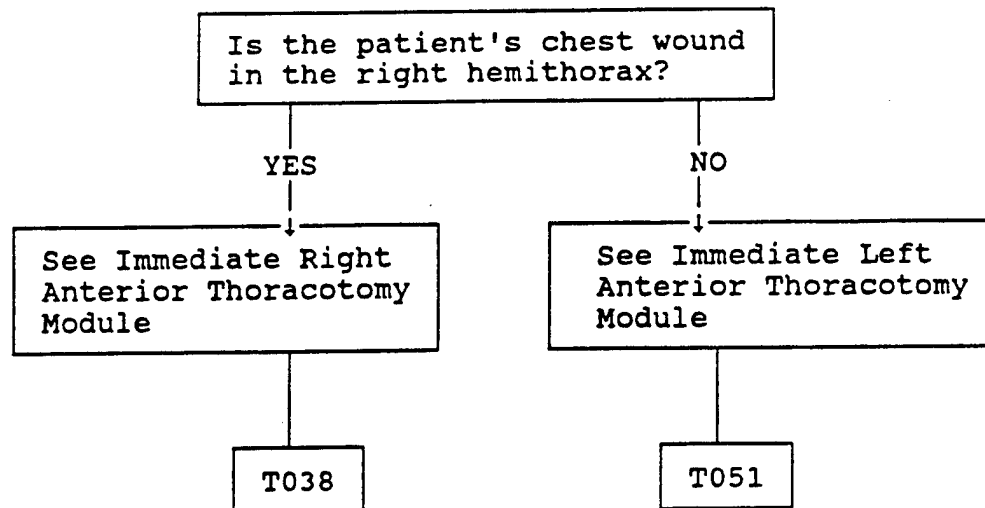 Is the patient's chest wound
in the right hemithorax?
YES
NO
See Immediate Right
Anterior Thoracotomy
Module
See Immediate Left
Anterior Thoracotomy
Module
T038
T051